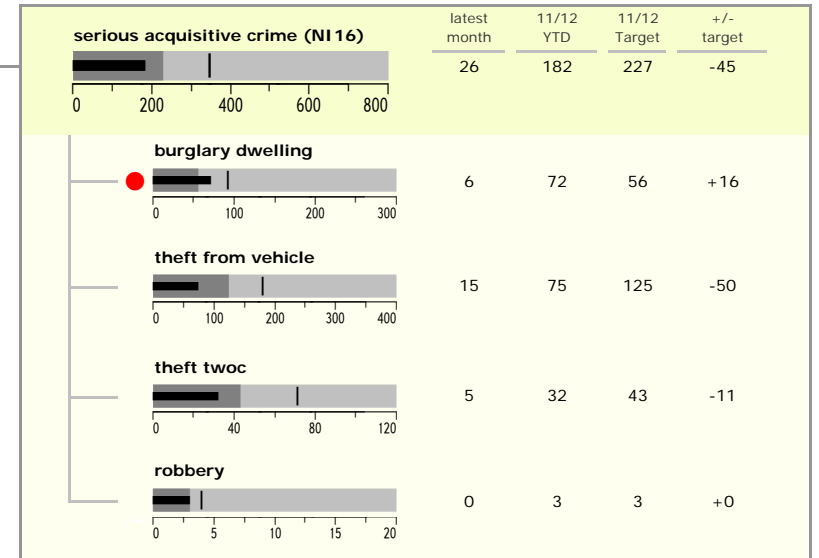 latest 11/12 11/12 +/-
serious acquisitive crime (NI16) month YTD Target target
26 182 227 -45
0 200 400 600 800
burglary dwelling
6 72 56 +16
0 100 200 300
theft from vehicle
15 75 125 -50
0 100 200 300 400
theft twoc
5 32 43 -11
0 40 80 120
robbery
0 3 3 +0
0 5 10 15 20